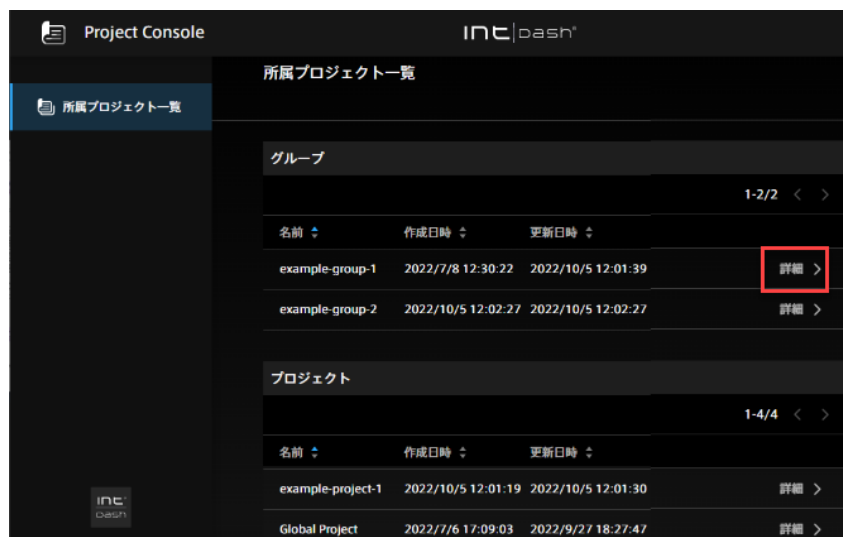 Project Console
intdash
所属プロジェクト一覧
所属プロジェクト一覧
グループ
1-2/2
名前 作成日時 更新日時
example-group-1 2022/7/8 12:30:22 2022/10/5 12:01:39 詳細
example-group-2 2022/10/5 12:02:27 2022/10/5 12:02:27 詳細
プロジェクト
1-4/4
名前 作成日時 更新日時
example-project-1 2022/10/5 12:01:19 2022/10/5 12:01:30 詳細
Global Project 2022/7/6 17:09:03 2022/9/27 18:27:47 詳細
int
dash